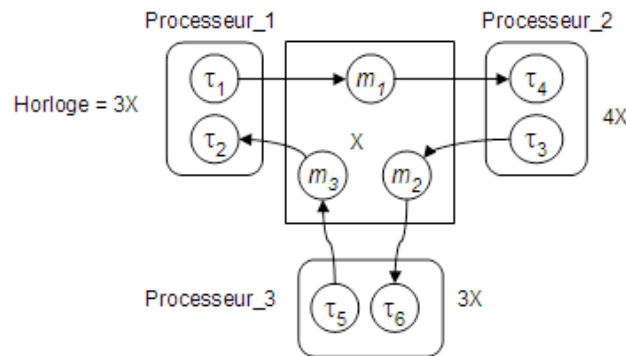 Processeur_1
Processeur_2
τ1
m1
τ4
Horloge = 3X
τ2
X
τ3
4X
m3
m2
Processeur_3
τ5
τ6
3X